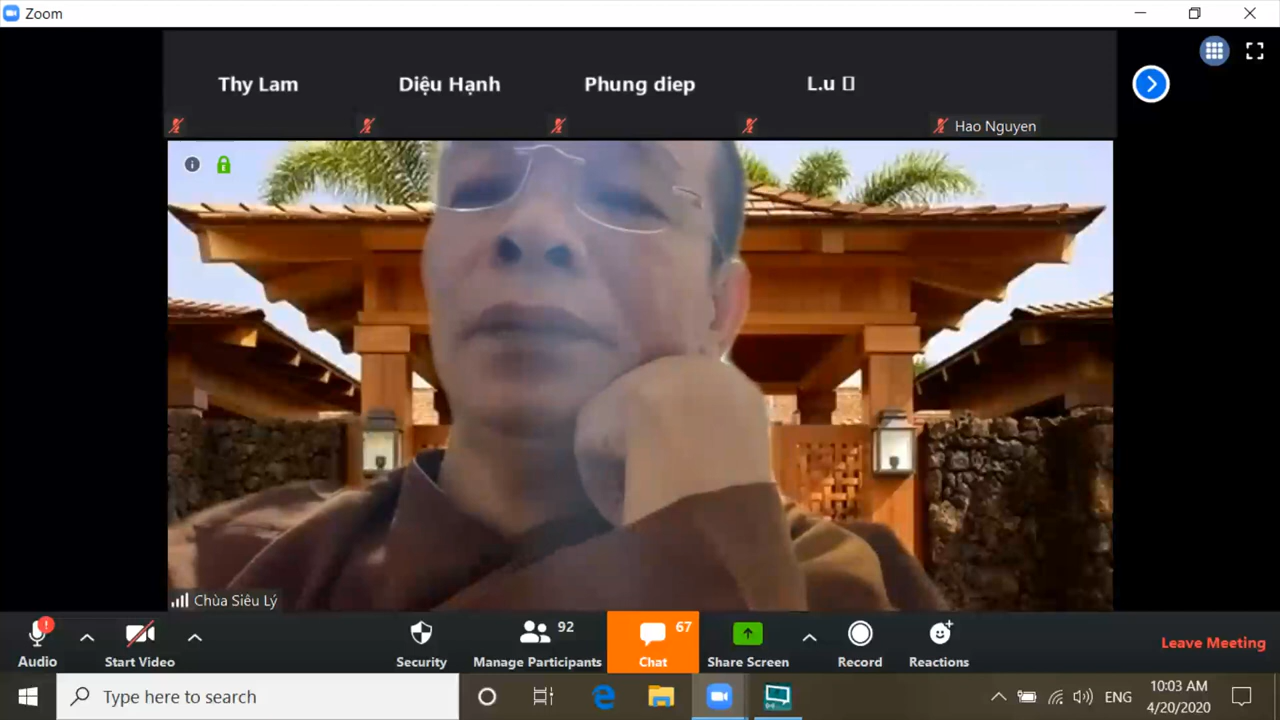 Zoom
Thy Lam
Diệu Hạnh
Phung diep
L.u
Hao Nguyen
Chùa Siêu Lý
92
67
Audio
Start Video
Security
Manage Participants
Chat
Share Screen
Record
Reactions
Leave Meeting
Type here to search
ENG
10:03 AM
4/20/2020